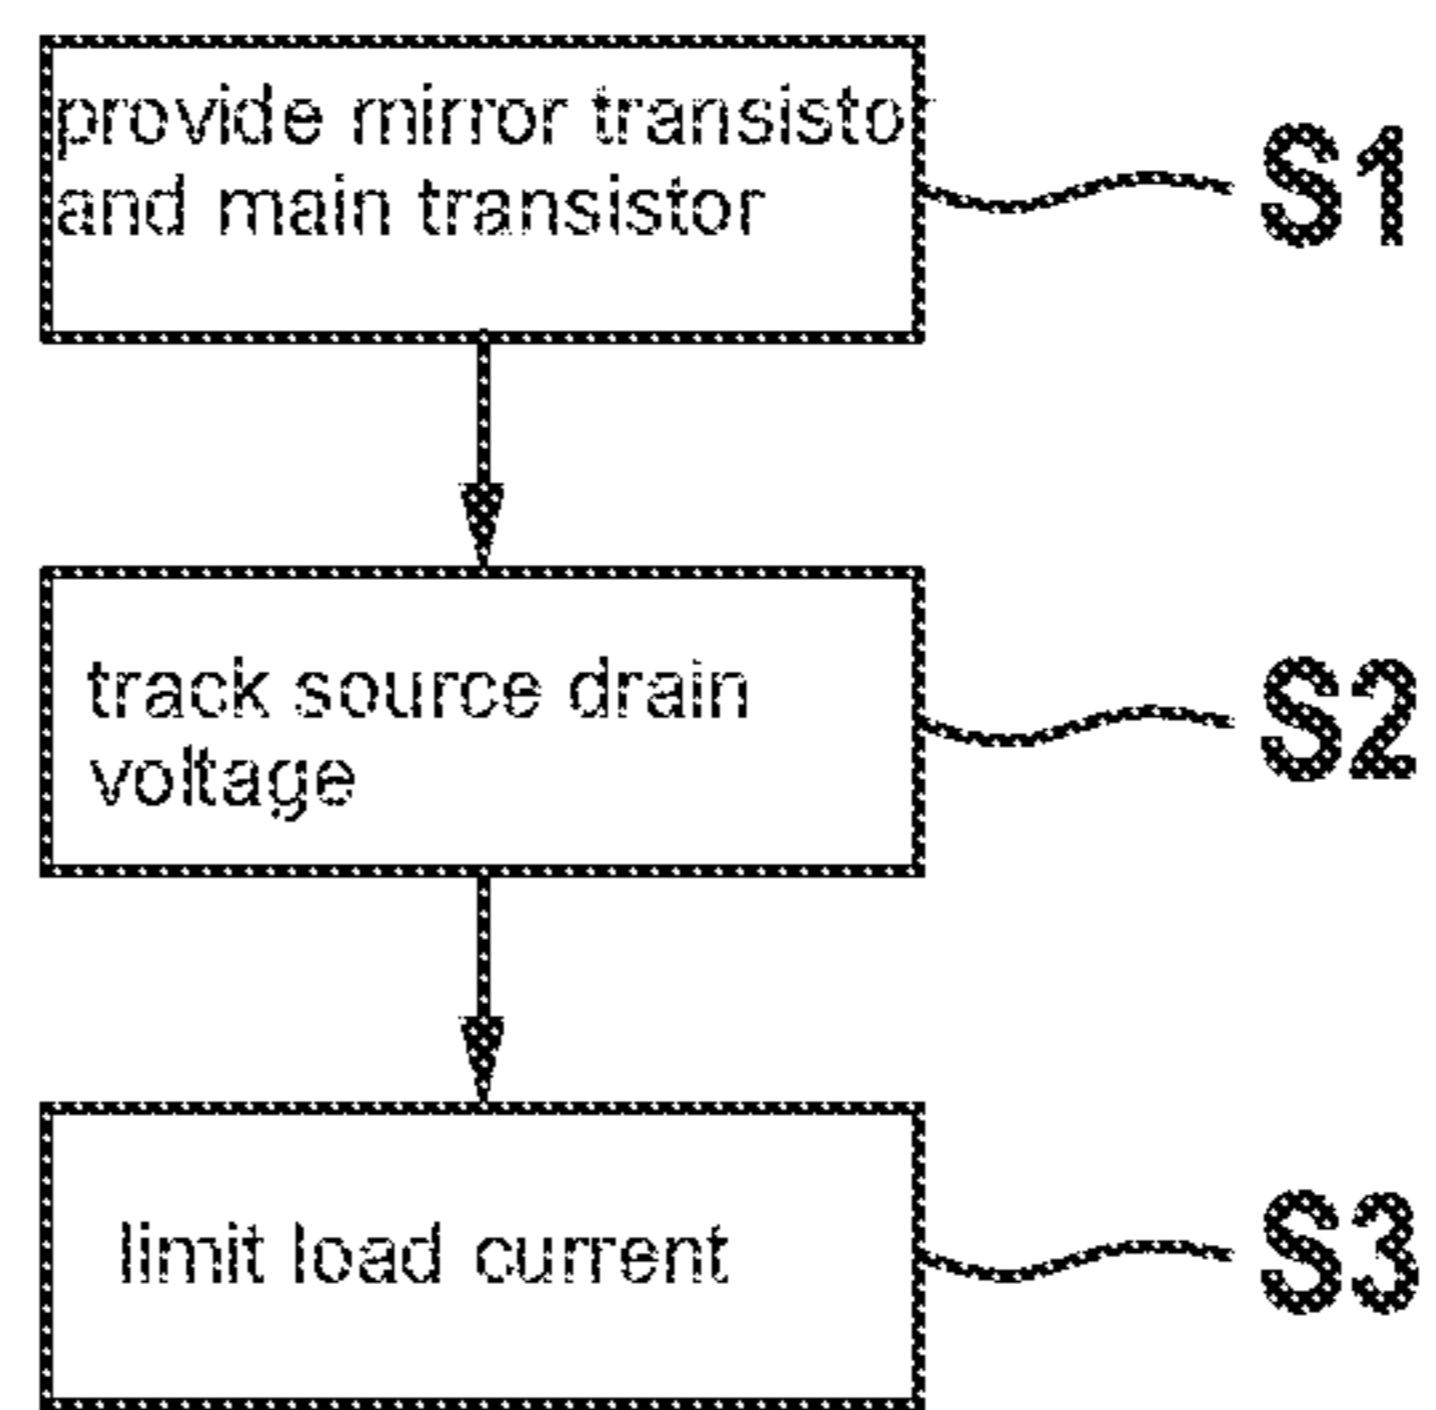 provide mirror transistor
and main transistor
S1
track source drain
voltage
S2
limit load current
S3